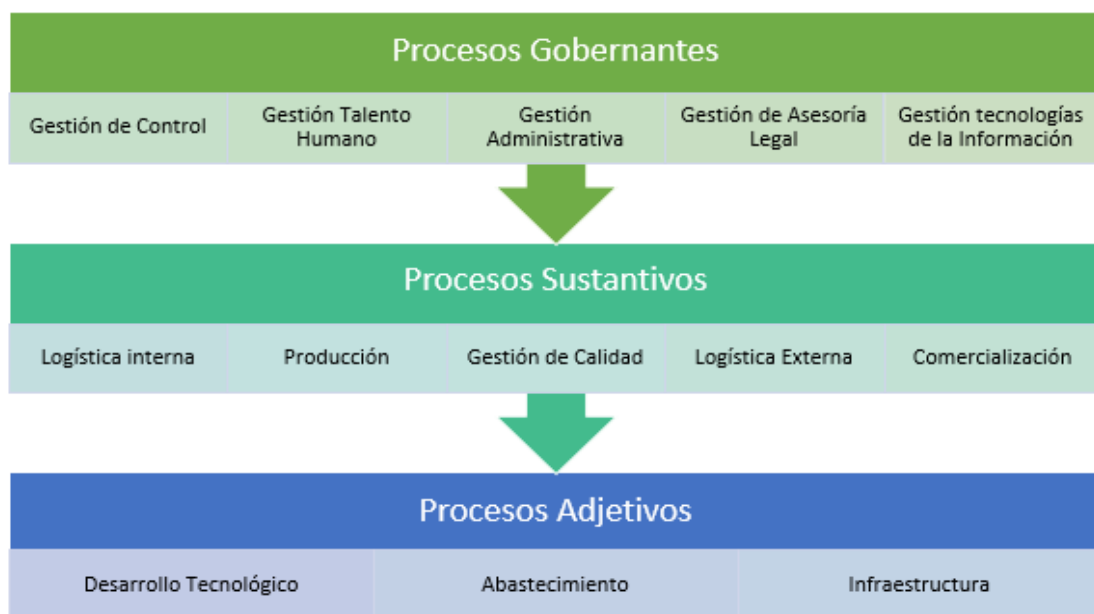 Procesos Gobernantes
Gestión de Control
Gestión Talento
Humano
Gestión
Administrativa
Gestión de Asesoría
Legal
Gestión tecnologías
de la Información
Procesos Sustantivos
Logística interna
Producción
Gestión de Calidad
Logística Externa
Comercialización
Procesos Adjetivos
Desarrollo Tecnológico
Abastecimiento
Infraestructura